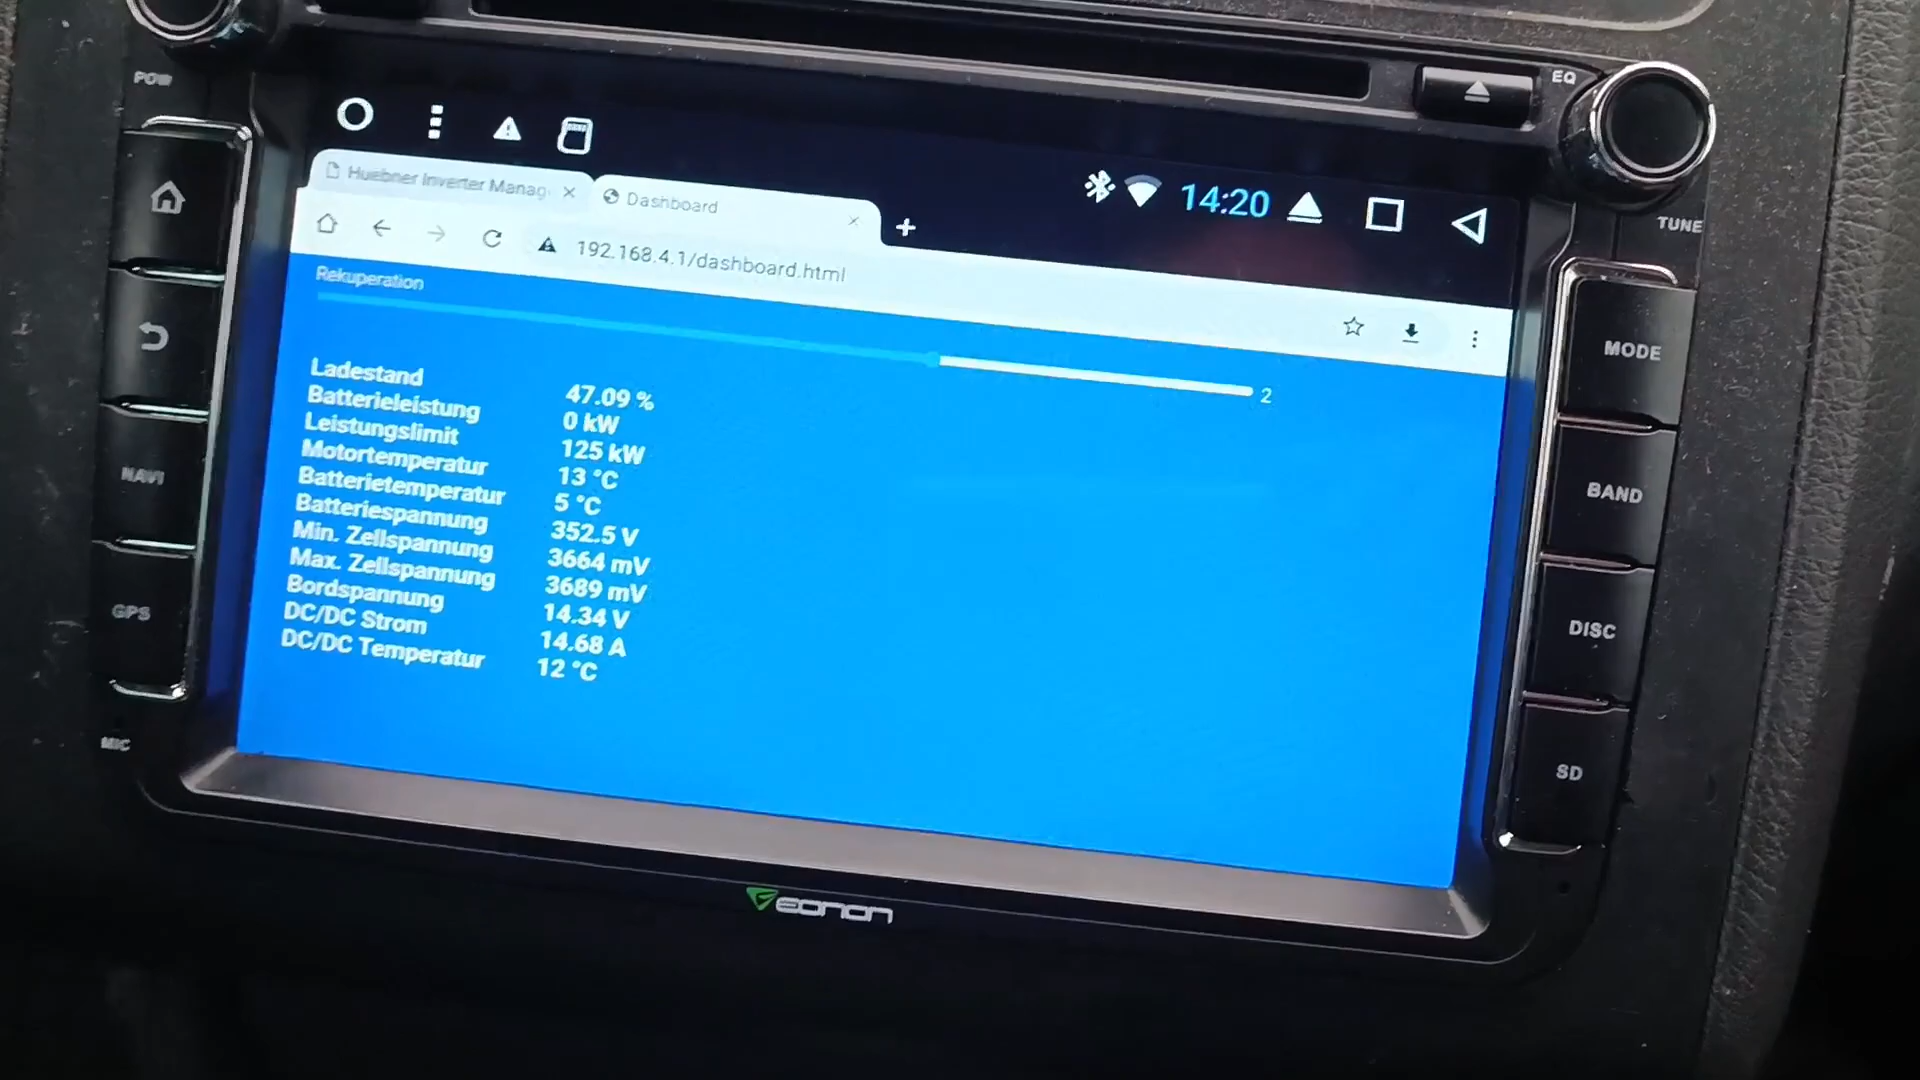 POW
EQ
TUNE
14:20
Huebner Inverter Manag
Dashboard
192.168.4.1/dashboard.html
Rekuperation
2
Ladestand 47.09 %
Batterieleistung 0 kW
Leistungslimit 125 kW
Motortemperatur 13 °C
Batterietemperatur 5 °C
Batteriespannung 352.5 V
Min. Zellspannung 3664 mV
Max. Zellspannung 3689 mV
Bordspannung 14.34 V
DC/DC Strom 14.68 A
DC/DC Temperatur 12 °C
NAVI
GPS
MIC
MODE
BAND
DISC
SD
eonon